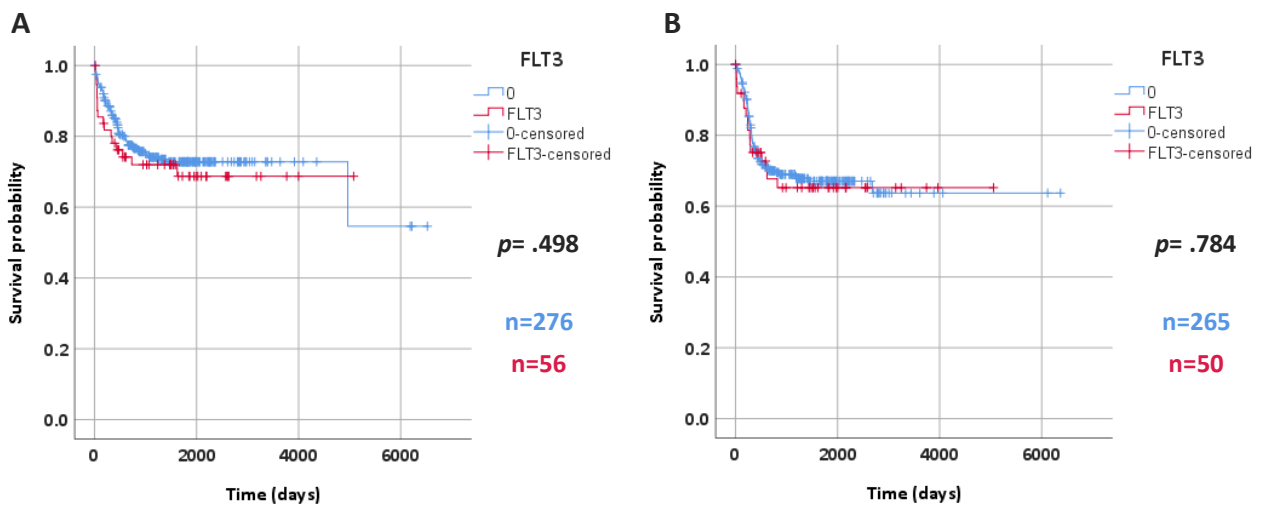 A
FLT3
0
FLT3
0-censored
FLT3-censored
1.0
0.8
0.6
0.4
0.2
0.0
Survival probability
p= .498
n=276
n=56
0 2000 4000 6000
Time (days)
B
FLT3
0
FLT3
0-censored
FLT3-censored
1.0
0.8
0.6
0.4
0.2
0.0
Survival probability
p= .784
n=265
n=50
0 2000 4000 6000
Time (days)